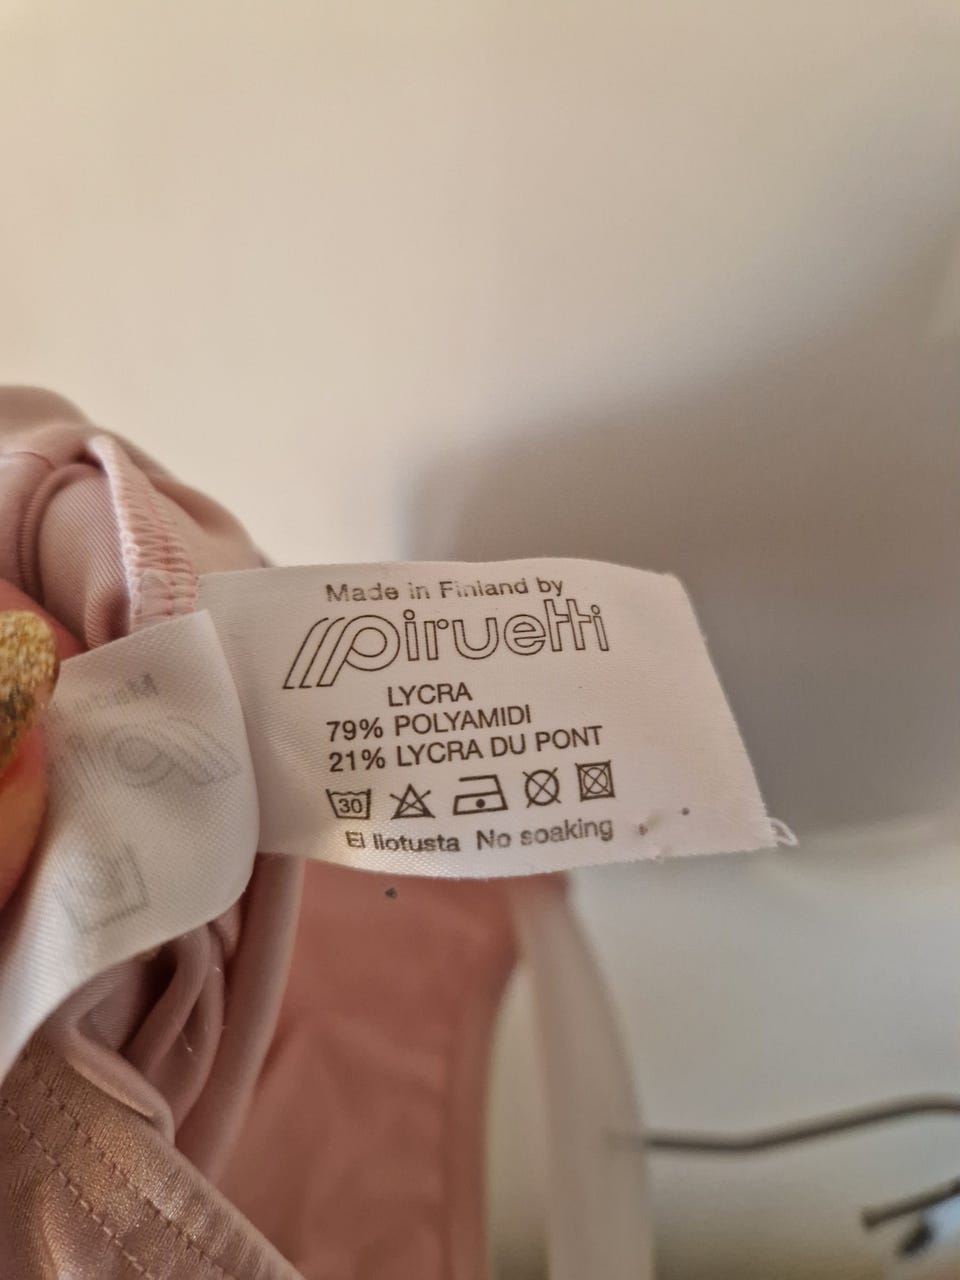 Made in Finland by
piruetti
LYCRA
79% POLYAMIDI
21% LYCRA DU PONT
30
Ei liotusta No soaking